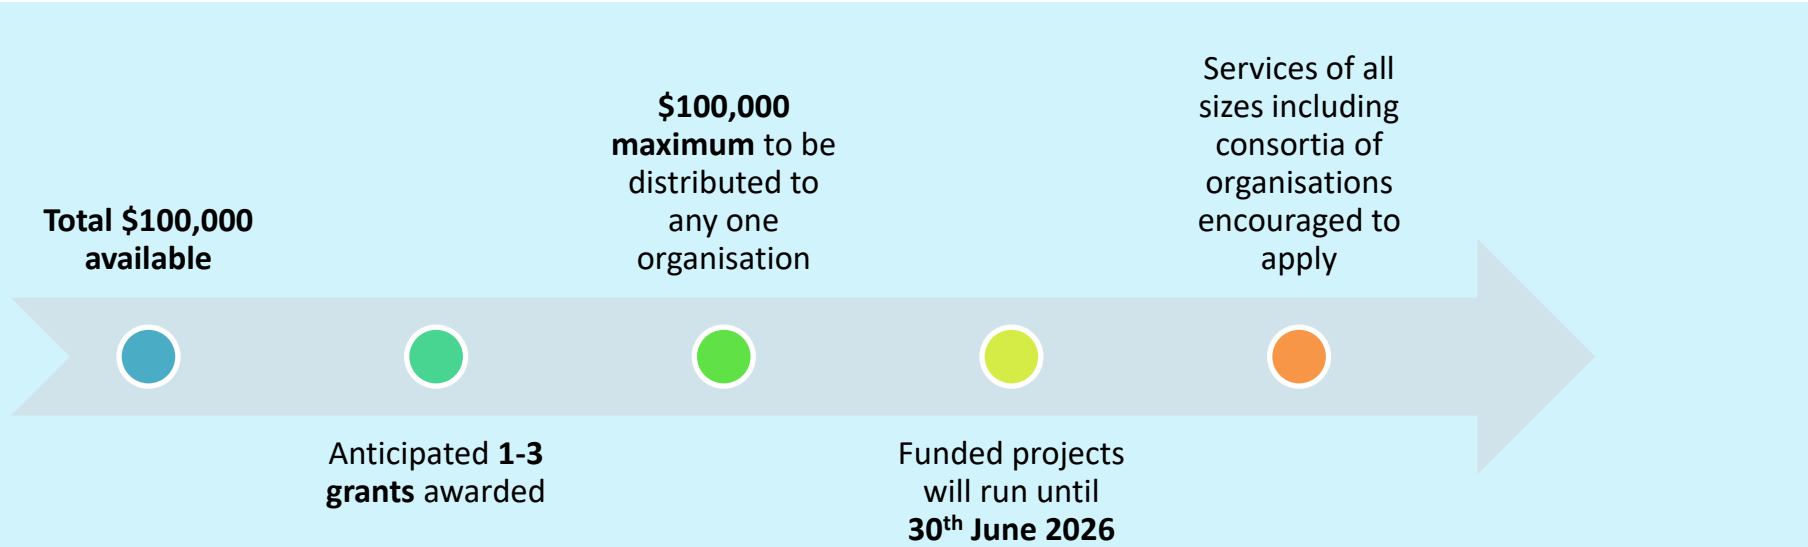 Total $100,000
available
Anticipated 1-3
grants awarded
$100,000
maximum to be
distributed to
any one
organisation
Funded projects
will run until
30th June 2026
Services of all
sizes including
consortia of
organisations
encouraged to
apply